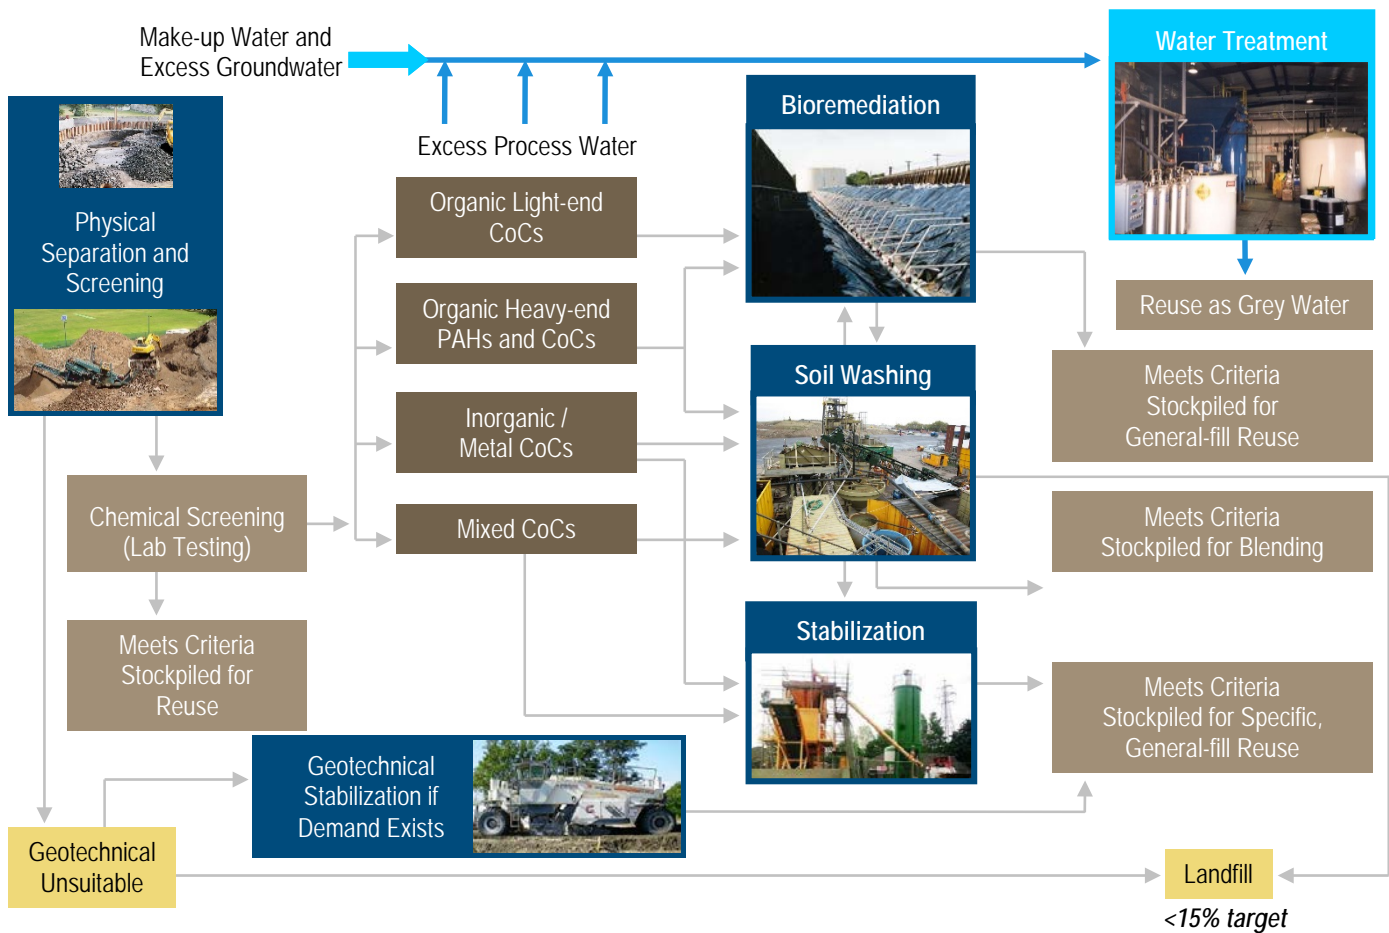 Make-up Water and
Excess Groundwater
Water Treatment
Excess Process Water
Bioremediation
Physical
Separation and
Screening
Organic Light-end
CoCs
Organic Heavy-end
PAHs and CoCs
Inorganic /
Metal CoCs
Mixed CoCs
Reuse as Grey Water
Soil Washing
Meets Criteria
Stockpiled for
General-fill Reuse
Chemical Screening
(Lab Testing)
Meets Criteria
Stockpiled for Blending
Meets Criteria
Stockpiled for
Reuse
Stabilization
Meets Criteria
Stockpiled for Specific,
General-fill Reuse
Geotechnical
Stabilization if
Demand Exists
Geotechnical
Unsuitable
Landfill
<15% target